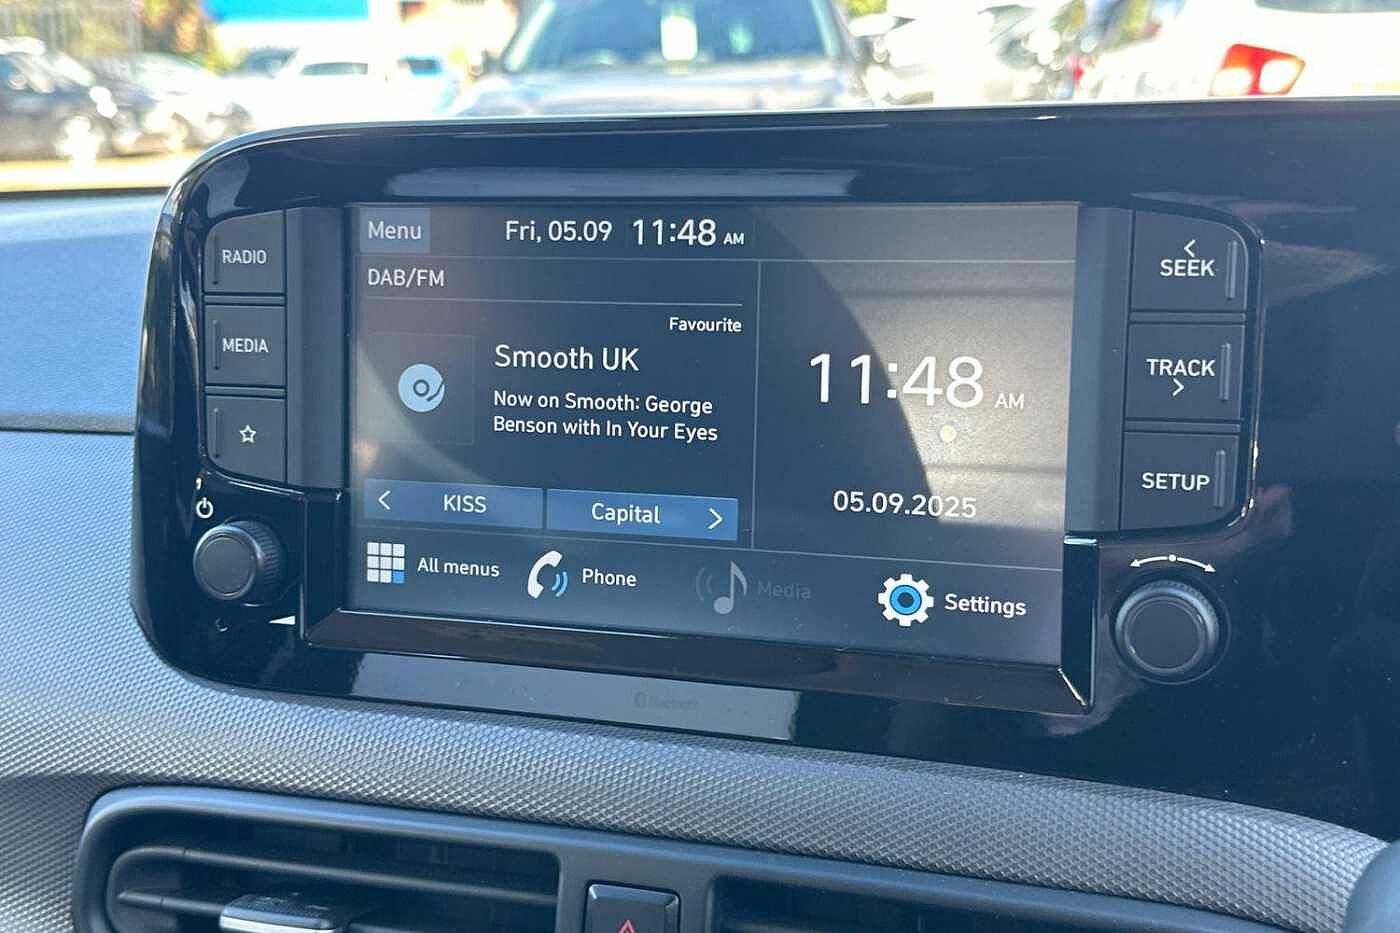 RADIO
MEDIA
Menu
Fri, 05.09 11:48 AM
DAB/FM
Favourite
Smooth UK
Now on Smooth: George
Benson with In Your Eyes
< KISS
Capital >
All menus
Phone
Media
Settings
11:48 AM
05.09.2025
<
SEEK
TRACK
>
SETUP
Bluetooth